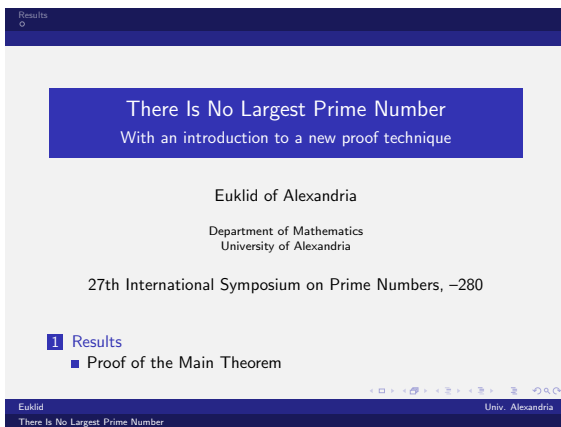 Results
There Is No Largest Prime Number
With an introduction to a new proof technique
Euklid of Alexandria
Department of Mathematics
University of Alexandria
27th International Symposium on Prime Numbers, –280
1 Results
Proof of the Main Theorem
Euklid Univ. Alexandria
There Is No Largest Prime Number